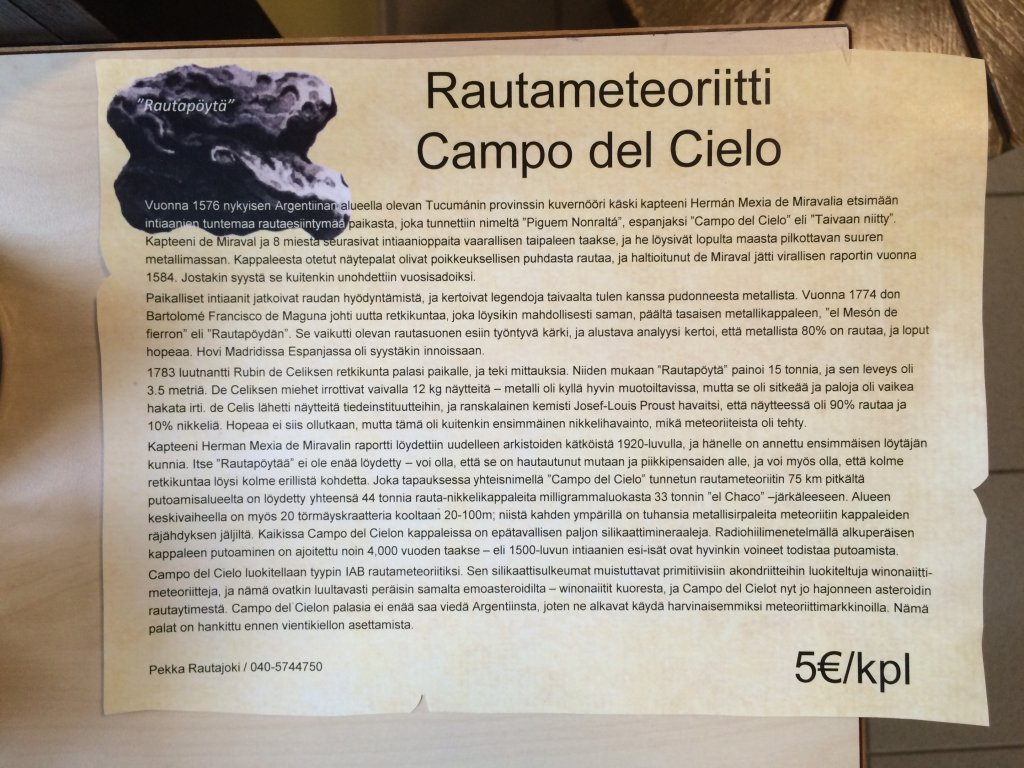 "Rautapöytä"
Rautameteoriitti
Campo del Cielo
Vuonna 1576 nykyisen Argentiinan alueella olevan Tucumánin provinssin kuvernööri käski kapteeni Hermán Mexia de Miravalia etsimään
intiaanien tuntemaa rautaesiintymää paikasta, joka tunnettiin nimeltä "Piguem Nonraltá", espanjaksi "Campo del Cielo" eli "Taivaan niitty".
Kapteeni de Miraval ja 8 miestä seurasivat intiaanioppaita vaarallisen taipaleen taakse, ja he löysivät lopulta maasta pilkottavan suuren
metallimassan. Kappaleesta otetut näytepalat olivat poikkeuksellisen puhdasta rautaa, ja haltioitunut de Miraval jätti virallisen raportin vuonna
1584. Jostakin syystä se kuitenkin unohdettiin vuosisadoiksi.
Paikalliset intiaanit jatkoivat raudan hyödyntämistä, ja kertoivat legendoja taivaalta tulen kanssa pudonneesta metallista. Vuonna 1774 don
Bartolomé Francisco de Maguna johti uutta retkikuntaa, joka löysikin mahdollisesti saman, päältä tasaisen metallikappaleen, "el Mesón de
fierron" eli "Rautapöydän". Se vaikutti olevan rautasuonen esiin työntyvä kärki, ja alustava analyysi kertoi, että metallista 80% on rautaa, ja loput
hopeaa. Hovi Madridissa Espanjassa oli syystäkin innoissaan.
1783 luutnantti Rubin de Celiksen retkikunta palasi paikalle, ja teki mittauksia. Niiden mukaan "Rautapöytä" painoi 15 tonnia, ja sen leveys oli
3.5 metriä. De Celiksen miehet irrottivat vaivalla 12 kg näytteitä – metalli oli kyllä hyvin muotoiltavissa, mutta se oli sitkeää ja paloja oli vaikea
hakata irti. de Celis lähetti näytteitä tiedeinstituutteihin, ja ranskalainen kemisti Josef-Louis Proust havaitsi, että näytteessä oli 90% rautaa ja
10% nikkeliä. Hopeaa ei siis ollutkaan, mutta tämä oli kuitenkin ensimmäinen nikkelihavainto, mikä meteoriiteista oli tehty.
Kapteeni Herman Mexia de Miravalin raportti löydettiin uudelleen arkistoiden kätköistä 1920-luvulla, ja hänelle on annettu ensimmäisen löytäjän
kunnia. Itse "Rautapöytää" ei ole enää löydetty – voi olla, että se on hautautunut mutaan ja piikkipensaiden alle, ja voi myös olla, että kolme
retkikuntaa löysi kolme erillistä kohdetta. Joka tapauksessa yhteisnimellä "Campo del Cielo" tunnetun rautameteoriitin 75 km pitkältä
putoamisalueelta on löydetty yhteensä 44 tonnia rauta-nikkelikappaleita milligrammaluokasta 33 tonnin "el Chaco" –järkäleeseen. Alueen
keskivaiheella on myös 20 törmäyskraatteria kooltaan 20-100m; niistä kahden ympärillä on tuhansia metallisirpaleita meteoriitin kappaleiden
räjähdyksen jäljiltä. Kaikissa Campo del Cielon kappaleissa on epätavallisen paljon silikaattimineraaleja. Radiohiilimenetelmällä alkuperäisen
kappaleen putoaminen on ajoitettu noin 4,000 vuoden taakse – eli 1500-luvun intiaanien esi-isät ovat hyvinkin voineet todistaa putoamista.
Campo del Cielo luokitellaan tyypin IAB rautameteoriitiksi. Sen silikaattisulkeumat muistuttavat primitiivisiin akondriitteihin luokiteltuja winonaiitti-
meteoriitteja, ja nämä ovatkin luultavasti peräisin samalta emoasteroidilta – winonaiitit kuoresta, ja Campo del Cielot nyt jo hajonneen asteroidin
rautaytimestä. Campo del Cielon palasia ei enää saa viedä Argentiinsta, joten ne alkavat käydä harvinaisemmiksi meteoriittimarkkinoilla. Nämä
palat on hankittu ennen vientikiellon asettamista.
Pekka Rautajoki / 040-5744750
5€/kpl